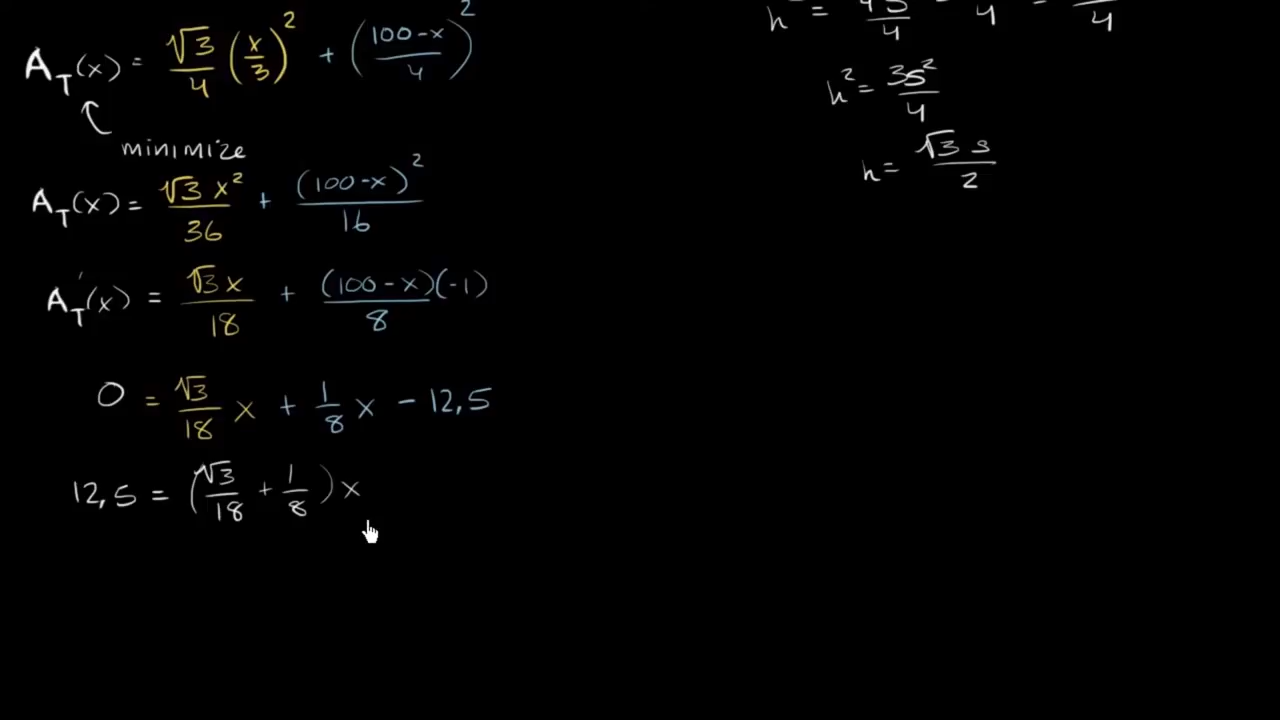 A_T(x) = √3/4 (x/3)² + ((100-x)/4)²
minimize
A_T(x) = √3 x²/36 + (100-x)²/16
A_T'(x) = √3x/18 + (100-x)(-1)/8
0 = √3/18 x + 1/8 x - 12,5
12,5 = (√3/18 + 1/8) x
h² = 3s²/4
h = √3 s/2